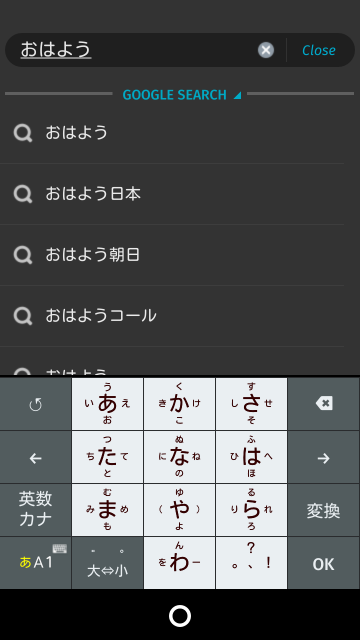 おはよう
Close
GOOGLE SEARCH
おはよう
おはよう日本
おはよう朝日
おはようコール
おはよう
う く す
い あ え き か け し さ せ
お こ そ
つ ぬ ふ
ち た て に な ね ひ は へ
と の ほ
英数カナ
む ゆ る
み ま め ( や ) り ら れ
変換
も よ ろ
あA1
゛ ゜
大⇔小
ん
を わ ー
?
。 、 !
OK